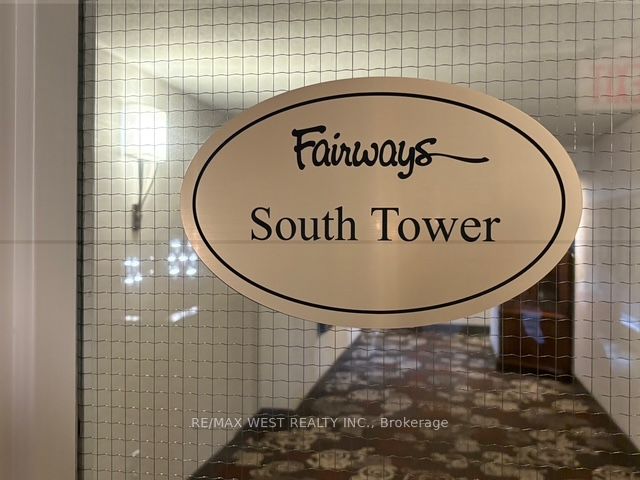 Fairways
South Tower
RE/MAX WEST REALTY INC., Brokerage